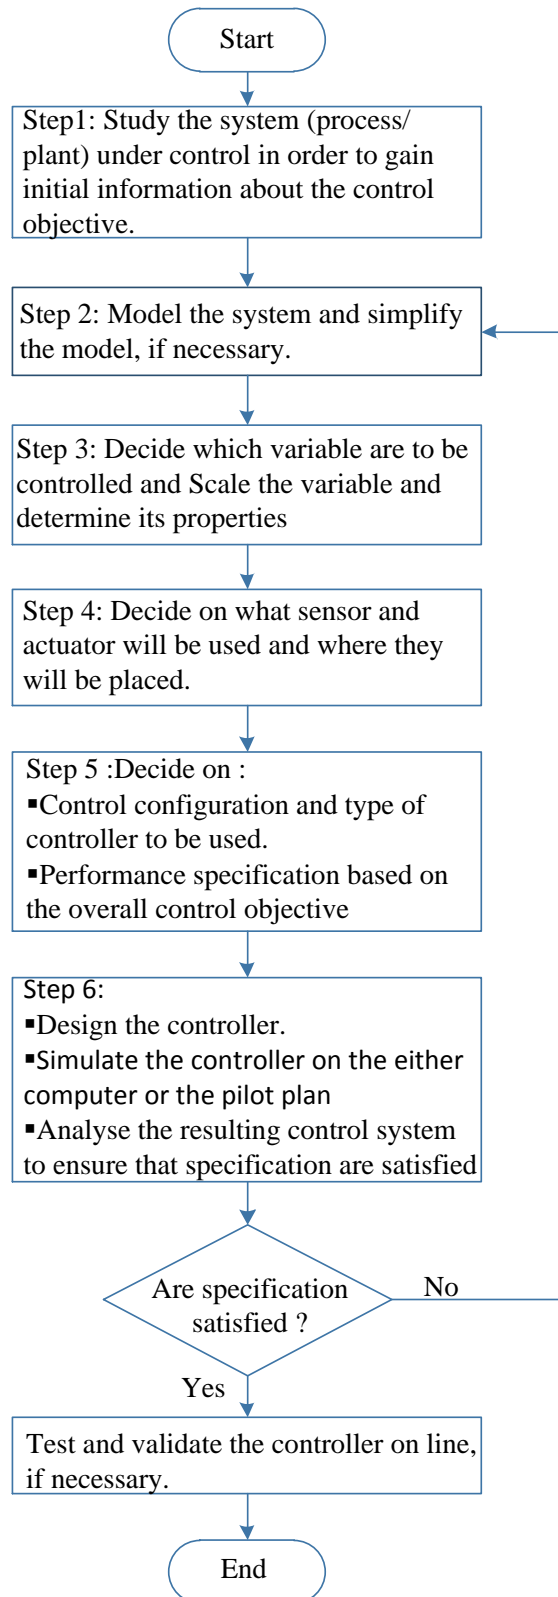 Start
Step1: Study the system (process/
plant) under control in order to gain
initial information about the control
objective.
Step 2: Model the system and simplify
the model, if necessary.
Step 3: Decide which variable are to be
controlled and Scale the variable and
determine its properties
Step 4: Decide on what sensor and
actuator will be used and where they
will be placed.
Step 5 :Decide on :
▪Control configuration and type of
controller to be used.
▪Performance specification based on
the overall control objective
Step 6:
▪Design the controller.
▪Simulate the controller on the either
computer or the pilot plan
▪Analyse the resulting control system
to ensure that specification are satisfied
Are specification
satisfied ?
No
Yes
Test and validate the controller on line,
if necessary.
End